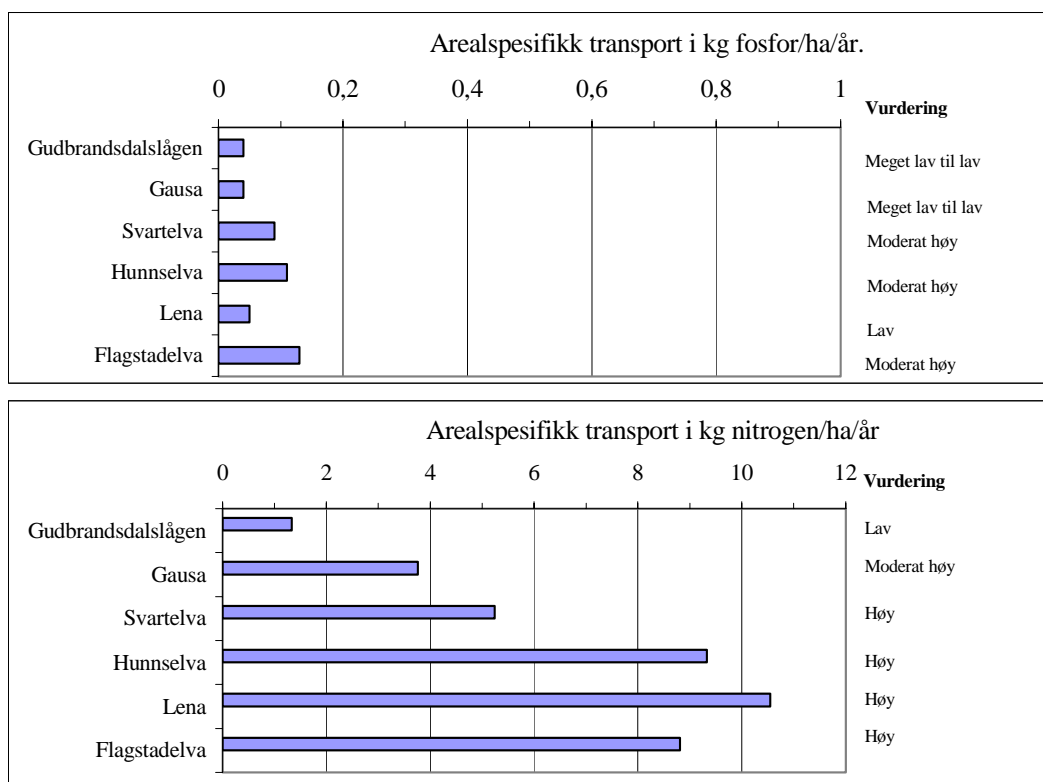 Arealspesifikk transport i kg fosfor/ha/år.
0 0,2 0,4 0,6 0,8 1
Vurdering
Gudbrandsdalslågen Meget lav til lav
Gausa Meget lav til lav
Svartelva Moderat høy
Hunnselva Moderat høy
Lena Lav
Flagstadelva Moderat høy
Arealspesifikk transport i kg nitrogen/ha/år
0 2 4 6 8 10 12
Vurdering
Gudbrandsdalslågen Lav
Gausa Moderat høy
Svartelva Høy
Hunnselva Høy
Lena Høy
Flagstadelva Høy